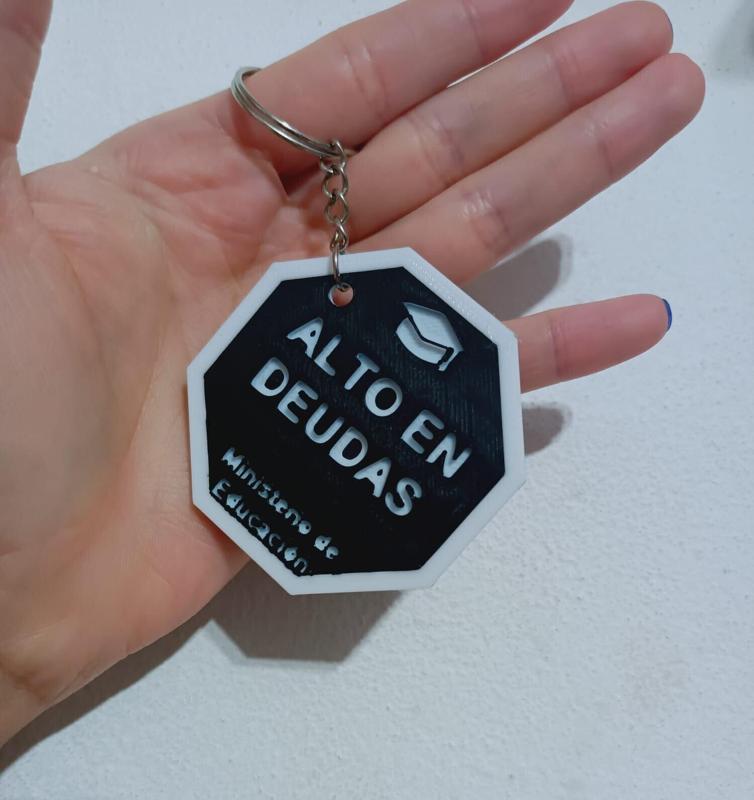 ALTO EN
DEUDAS
Ministerio de
Educación